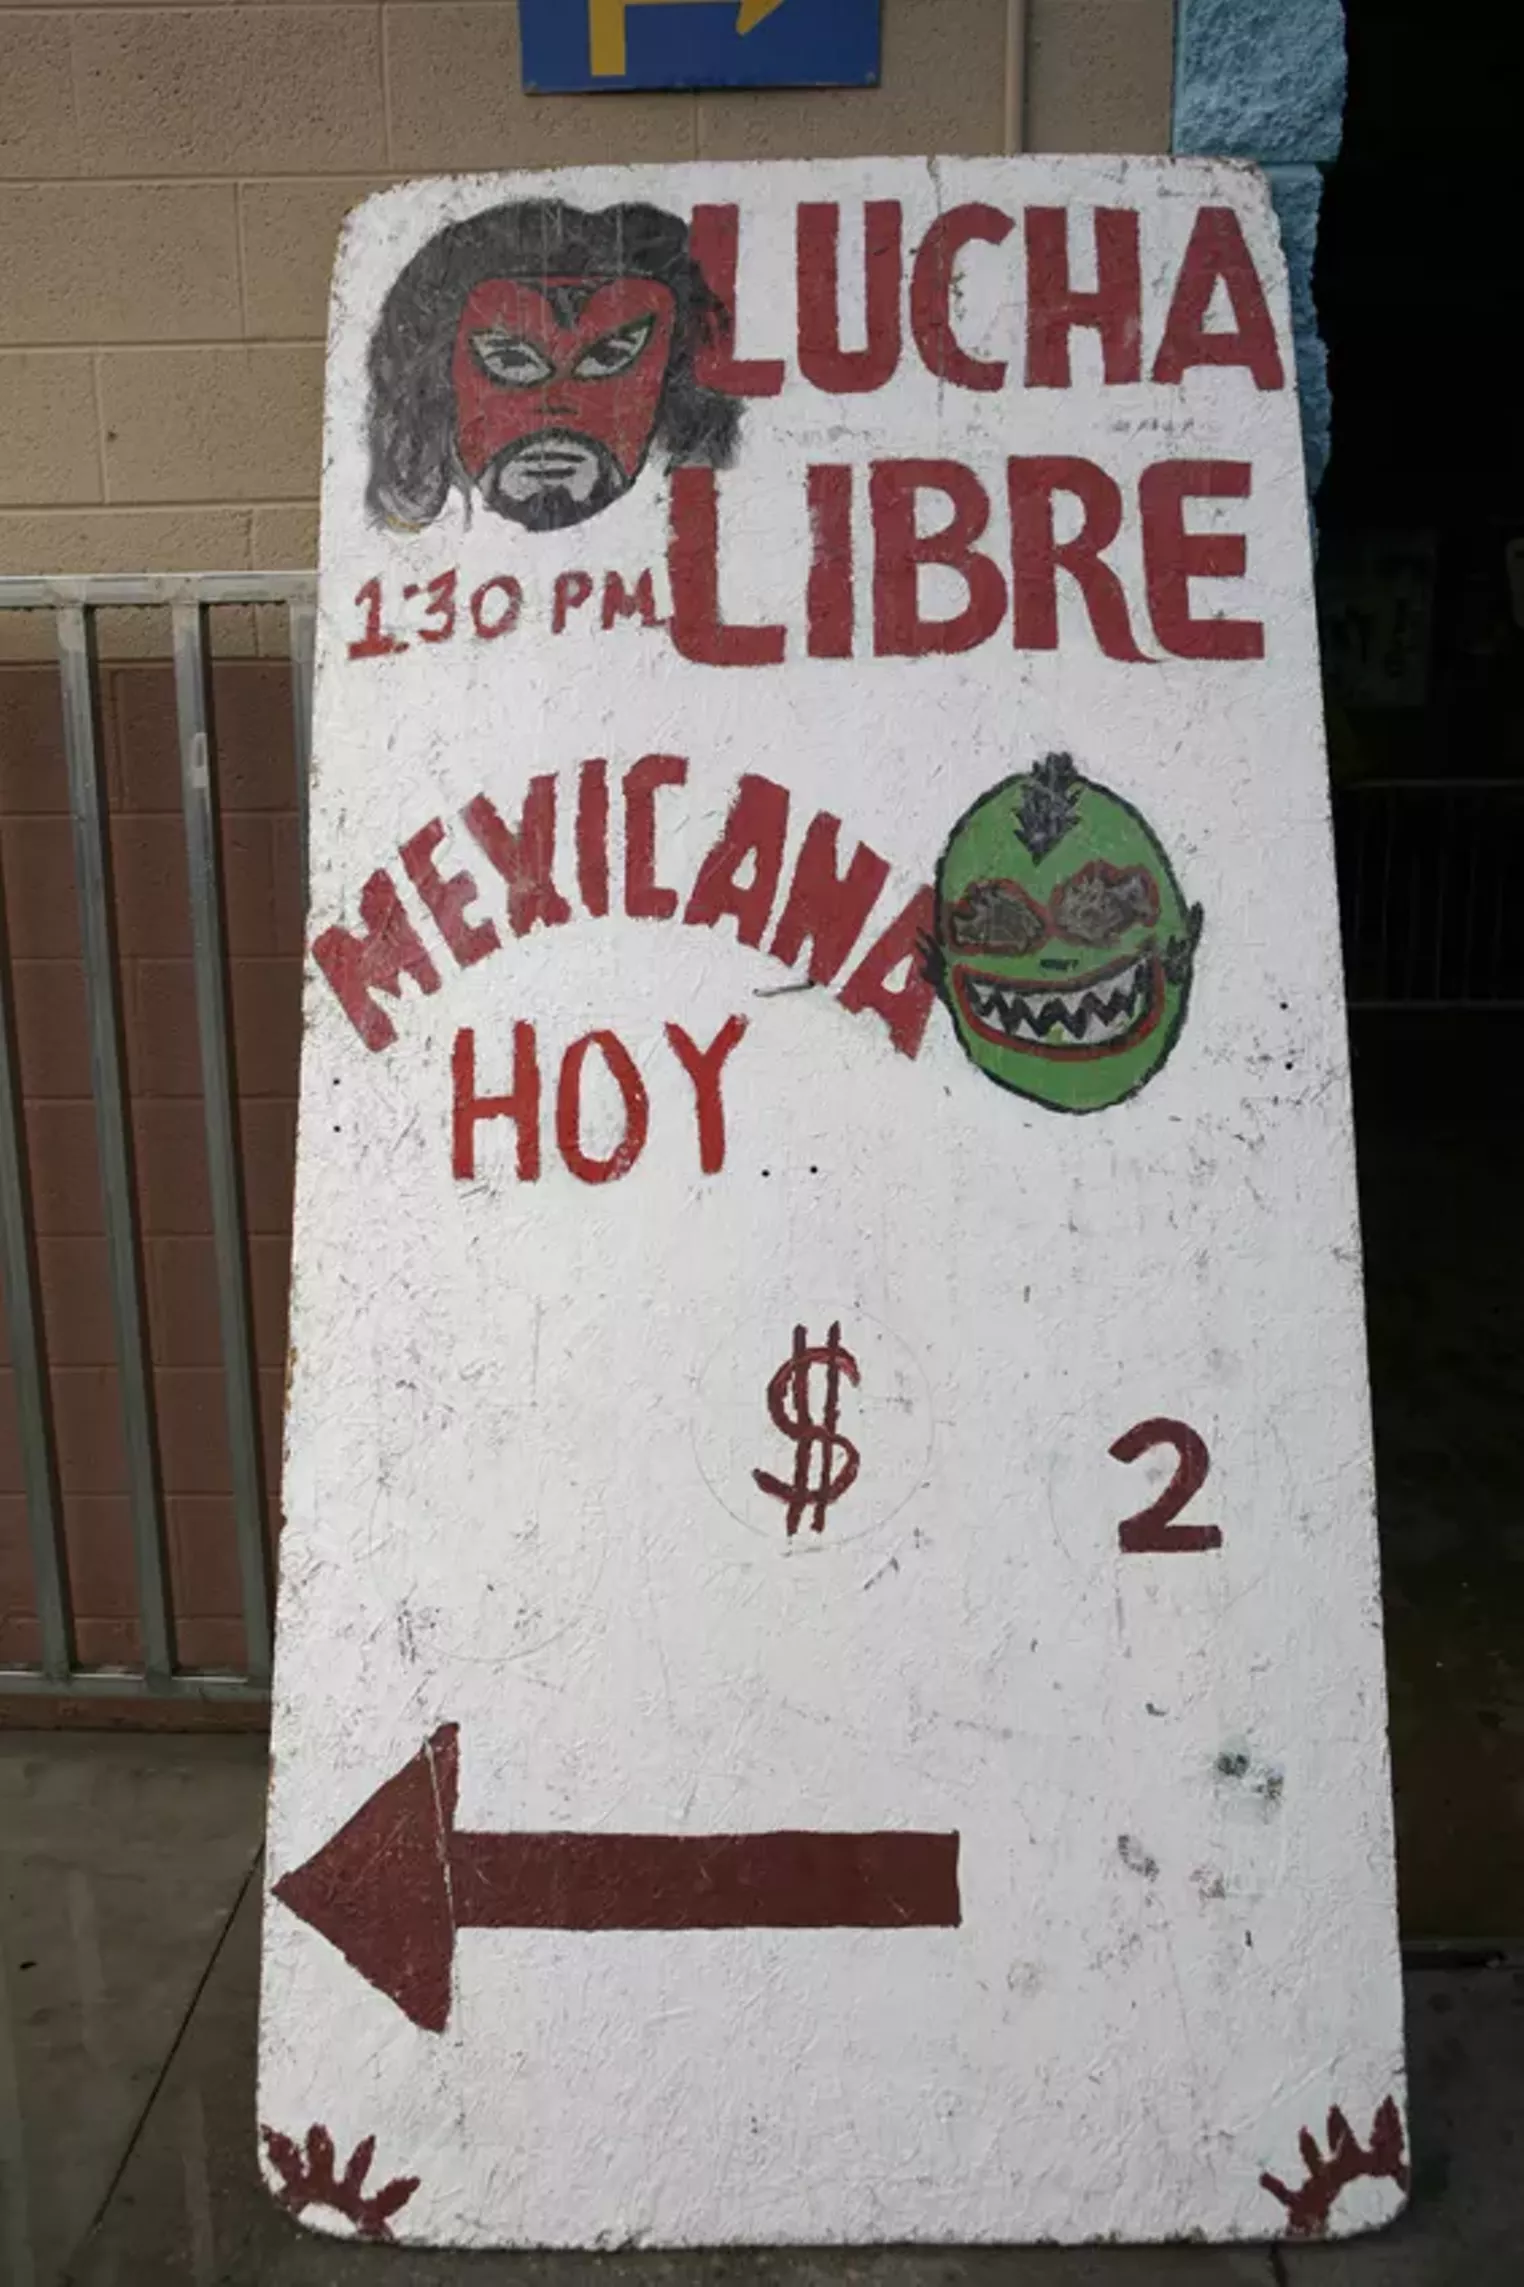 LUCHA
LIBRE
1:30 PM
MEXICANA
HOY
$ 2